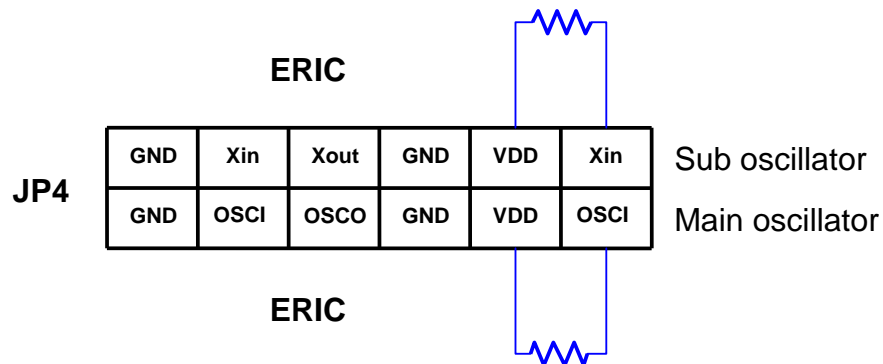 ERIC
GND Xin Xout GND VDD Xin Sub oscillator
JP4
GND OSCI OSCO GND VDD OSCI Main oscillator
ERIC